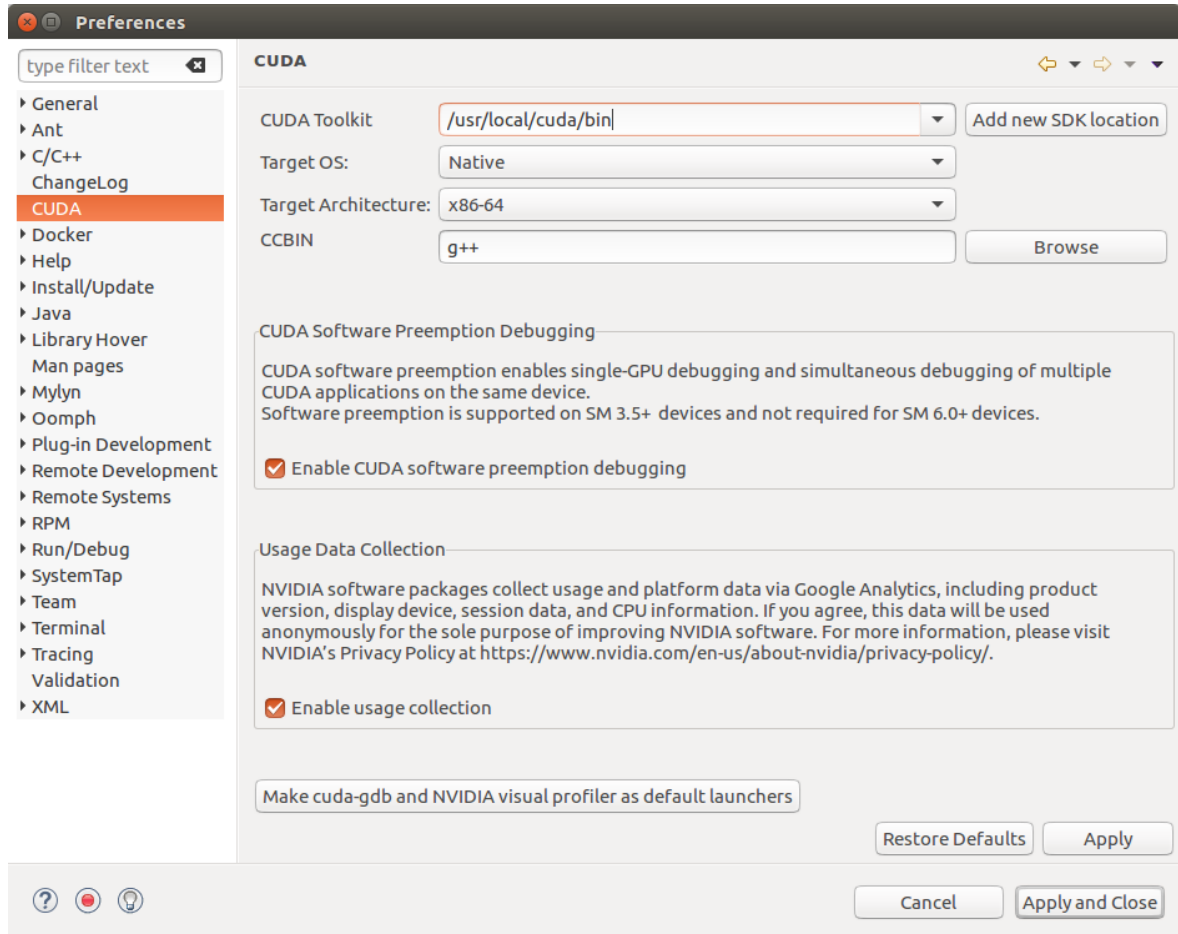 Preferences
type filter text
General
Ant
C/C++
ChangeLog
CUDA
Docker
Help
Install/Update
Java
Library Hover
Man pages
Mylyn
Oomph
Plug-in Development
Remote Development
Remote Systems
RPM
Run/Debug
SystemTap
Team
Terminal
Tracing
Validation
XML
CUDA
CUDA Toolkit
/usr/local/cuda/bin
Add new SDK location
Target OS:
Native
Target Architecture:
x86-64
CCBIN
g++
Browse
CUDA Software Preemption Debugging
CUDA software preemption enables single-GPU debugging and simultaneous debugging of multiple
CUDA applications on the same device.
Software preemption is supported on SM 3.5+ devices and not required for SM 6.0+ devices.
Enable CUDA software preemption debugging
Usage Data Collection
NVIDIA software packages collect usage and platform data via Google Analytics, including product
version, display device, session data, and CPU information. If you agree, this data will be used
anonymously for the sole purpose of improving NVIDIA software. For more information, please visit
NVIDIA's Privacy Policy at https://www.nvidia.com/en-us/about-nvidia/privacy-policy/.
Enable usage collection
Make cuda-gdb and NVIDIA visual profiler as default launchers
Restore Defaults
Apply
Cancel
Apply and Close